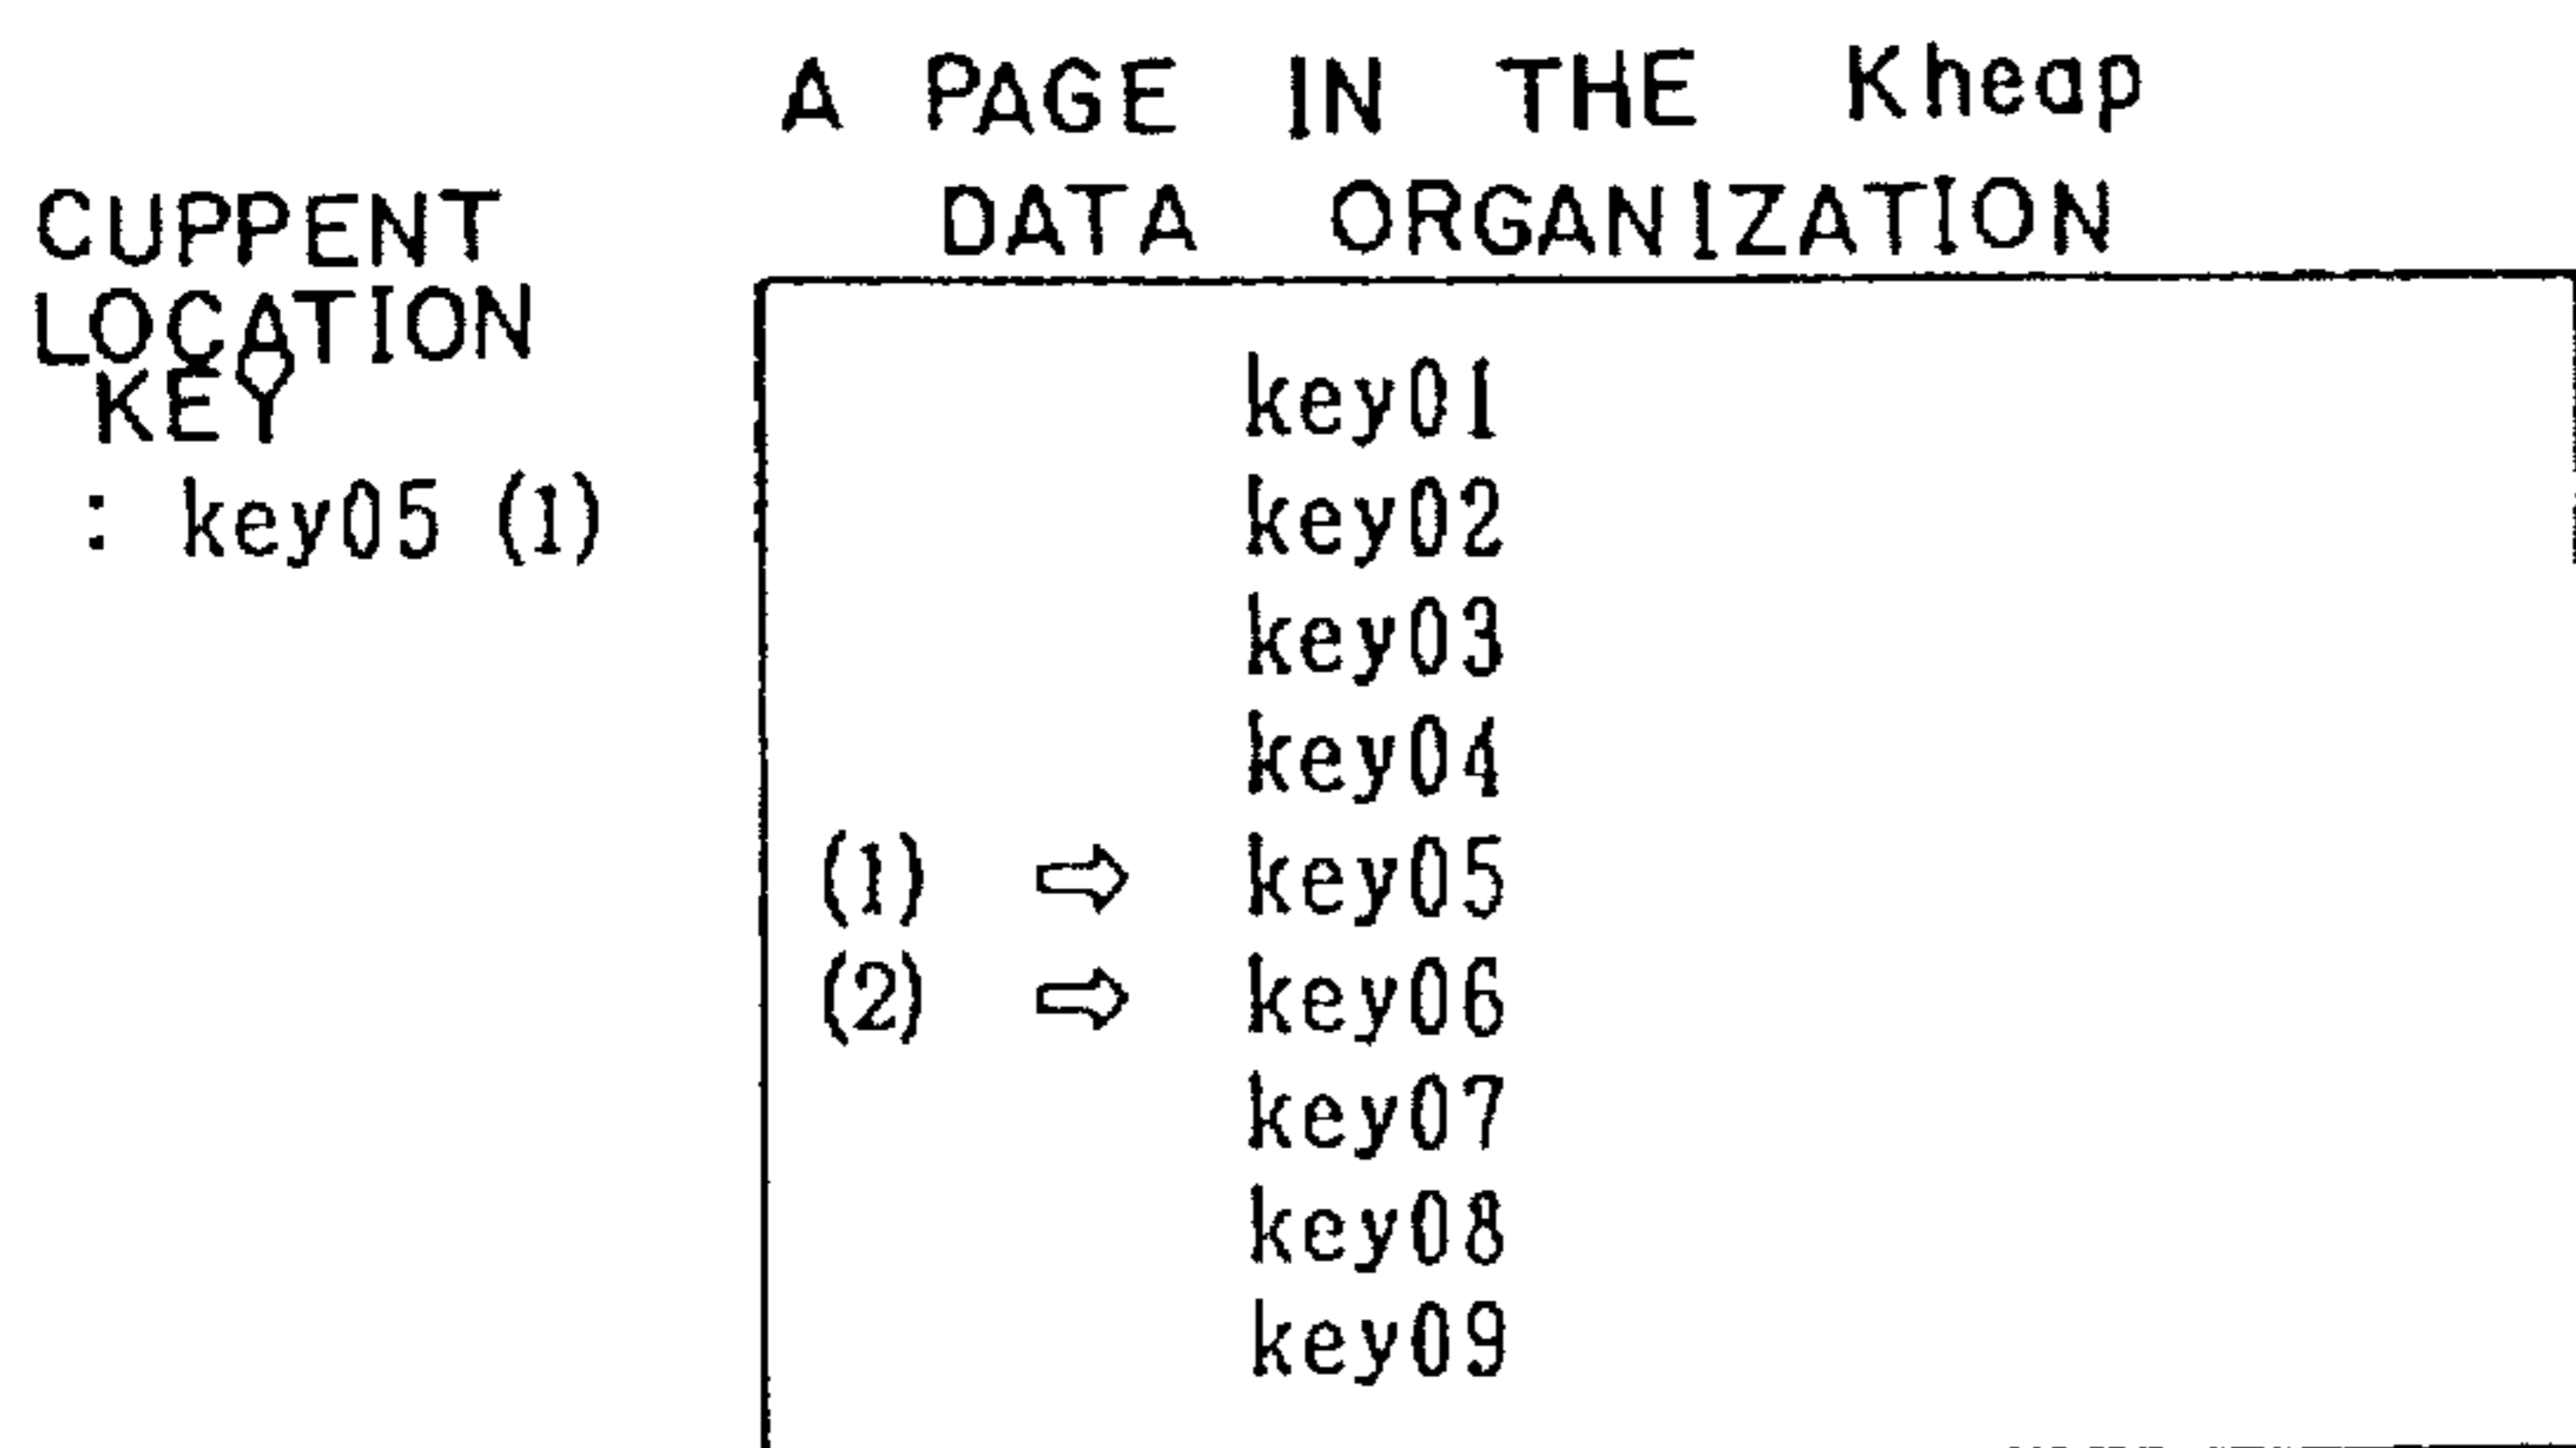 A PAGE IN THE Kheap
DATA ORGANIZATION
CUPPENT
LOCATION
KEY
: key05 (1)
key01
key02
key03
key04
(1) ⇨ key05
(2) ⇨ key06
key07
key08
key09